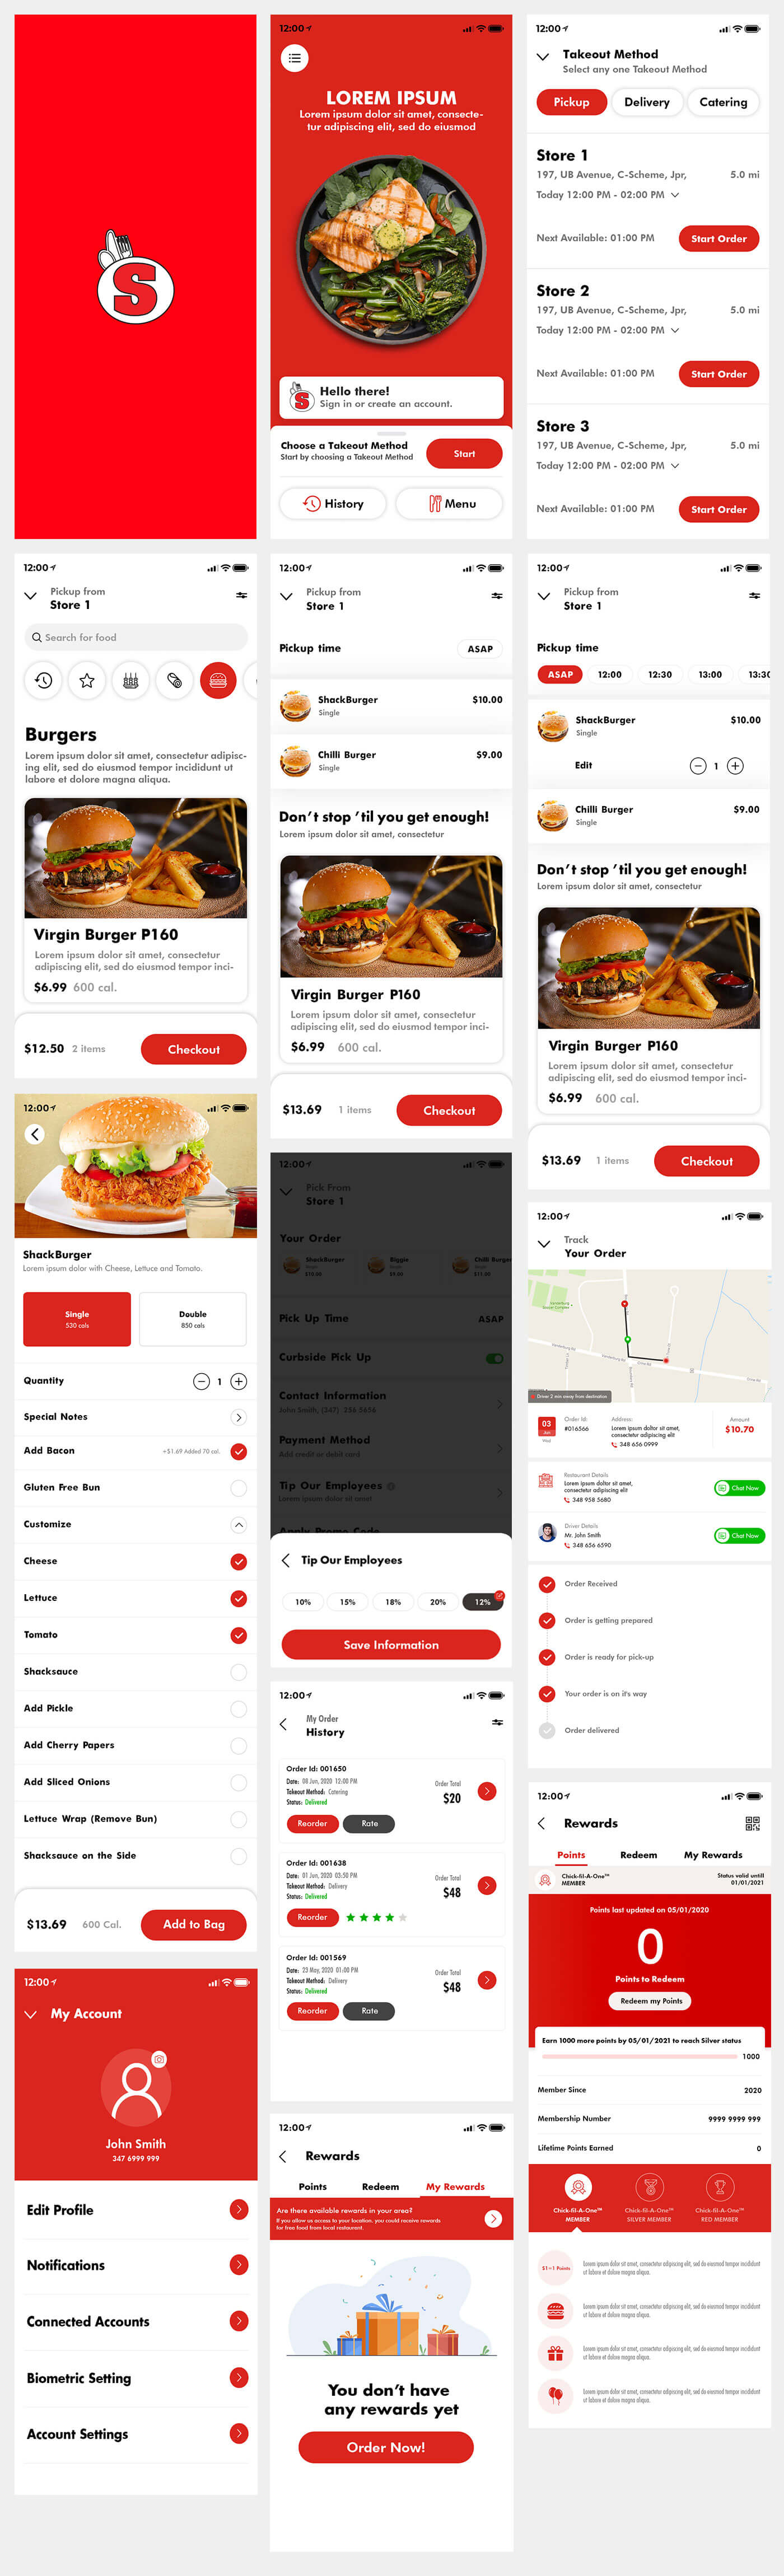 S
12:00
LOREM IPSUM
Lorem ipsum dolor sit amet, consecte-
tur adipiscing elit, sed do eiusmod
S
Hello there!
Sign in or create an account.
Choose a Takeout Method
Start by choosing a Takeout Method
Start
History
Menu
12:00
Takeout Method
Select any one Takeout Method
Pickup
Delivery
Catering
Store 1
197, UB Avenue, C-Scheme, Jpr,
5.0 mi
Today 12:00 PM - 02:00 PM
Next Available: 01:00 PM
Start Order
Store 2
197, UB Avenue, C-Scheme, Jpr,
5.0 mi
Today 12:00 PM - 02:00 PM
Next Available: 01:00 PM
Start Order
Store 3
197, UB Avenue, C-Scheme, Jpr,
5.0 mi
Today 12:00 PM - 02:00 PM
Next Available: 01:00 PM
Start Order
12:00
Pickup from
Store 1
Search for food
Burgers
Lorem ipsum dolor sit amet, consectetur adipisc-
ing elit, sed do eiusmod tempor incididunt ut
labore et dolore magna aliqua.
Virgin Burger P160
Lorem ipsum dolor sit amet, consectetur
adipiscing elit, sed do eiusmod tempor inci-
$6.99 600 cal.
$12.50 2 items
Checkout
12:00
Pickup from
Store 1
Pickup time
ASAP
ShackBurger
$10.00
Single
Chilli Burger
$9.00
Single
Don't stop 'til you get enough!
Lorem ipsum dolor sit amet, consectetur
Virgin Burger P160
Lorem ipsum dolor sit amet, consectetur
adipiscing elit, sed do eiusmod tempor inci-
$6.99 600 cal.
$13.69 1 items
Checkout
12:00
Pickup from
Store 1
Pickup time
ASAP
12:00
12:30
13:00
13:30
ShackBurger
$10.00
Single
Edit
1
Chilli Burger
$9.00
Single
Don't stop 'til you get enough!
Lorem ipsum dolor sit amet, consectetur
Virgin Burger P160
Lorem ipsum dolor sit amet, consectetur
adipiscing elit, sed do eiusmod tempor inci-
$6.99 600 cal.
$13.69 1 items
Checkout
12:00
ShackBurger
Lorem ipsum dolor with Cheese, Lettuce and Tomato.
Single
530 cals
Double
850 cals
Quantity
1
Special Notes
Add Bacon
+$1.69 Added 70 cal.
Gluten Free Bun
Customize
Cheese
Lettuce
Tomato
Shacksauce
Add Pickle
Add Cherry Papers
Add Sliced Onions
Lettuce Wrap (Remove Bun)
Shacksauce on the Side
$13.69 600 Cal.
Add to Bag
12:00
Pick From
Store 1
Your Order
ShackBurger
$10.00
Biggie
$9.00
Chilli Burger
$11.00
Pick Up Time
ASAP
Curbside Pick Up
Contact Information
John Smith, (347) 256 5656
Payment Method
Add credit or debit card
Tip Our Employees
Lorem ipsum dolor sit amet
Apply Promo Code
Tip Our Employees
10%
15%
18%
20%
12%
Save Information
12:00
Track
Your Order
Driver 2 min away from destination
03
Jan
Wed
Order Id:
#016566
Address:
Lorem ipsum doltor sit amet,
consectetur adipiscing elit
348 656 0999
Amount
$10.70
Restaurant Details
Lorem ipsum doltor sit amet,
consectetur adipiscing elit
348 958 5680
Chat Now
Driver Details
Mr. John Smith
348 656 6590
Chat Now
Order Received
Order is getting prepared
Order is ready for pick-up
Your order is on it's way
Order delivered
12:00
My Order
History
Order Id: 001650
Date: 08 Jun, 2020 12:00 PM
Takeout Method: Catering
Status: Delivered
Order Total
$20
Reorder
Rate
Order Id: 001638
Date: 01 Jun, 2020 03:50 PM
Takeout Method: Delivery
Status: Delivered
Order Total
$48
Reorder
Order Id: 001569
Date: 23 May, 2020 01:00 PM
Takeout Method: Delivery
Status: Delivered
Order Total
$48
Reorder
Rate
12:00
Rewards
Points
Redeem
My Rewards
Chick-fil-A-One™
MEMBER
Status valid untill
01/01/2021
Points last updated on 05/01/2020
0
Points to Redeem
Redeem my Points
Earn 1000 more points by 05/01/2021 to reach Silver status
1000
Member Since
2020
Membership Number
9999 9999 999
Lifetime Points Earned
0
Chick-fil-A-One™
MEMBER
Chick-fil-A-One™
SILVER MEMBER
Chick-fil-A-One™
RED MEMBER
$1=1 Points
Lorem ipsum dolor sit amet, consectetur adipiscing elit, sed do eiusmod tempor incididunt
ut labore et dolore magna aliqua.
Lorem ipsum dolor sit amet, consectetur adipiscing elit, sed do eiusmod tempor incididunt
ut labore et dolore magna aliqua.
Lorem ipsum dolor sit amet, consectetur adipiscing elit, sed do eiusmod tempor incididunt
ut labore et dolore magna aliqua.
Lorem ipsum dolor sit amet, consectetur adipiscing elit, sed do eiusmod tempor incididunt
ut labore et dolore magna aliqua.
12:00
My Account
John Smith
347 6999 999
Edit Profile
Notifications
Connected Accounts
Biometric Setting
Account Settings
12:00
Rewards
Points
Redeem
My Rewards
Are there available rewards in your area?
If you allow us access to your location, you could receive rewards
for free food from local restaurant.
You don't have
any rewards yet
Order Now!